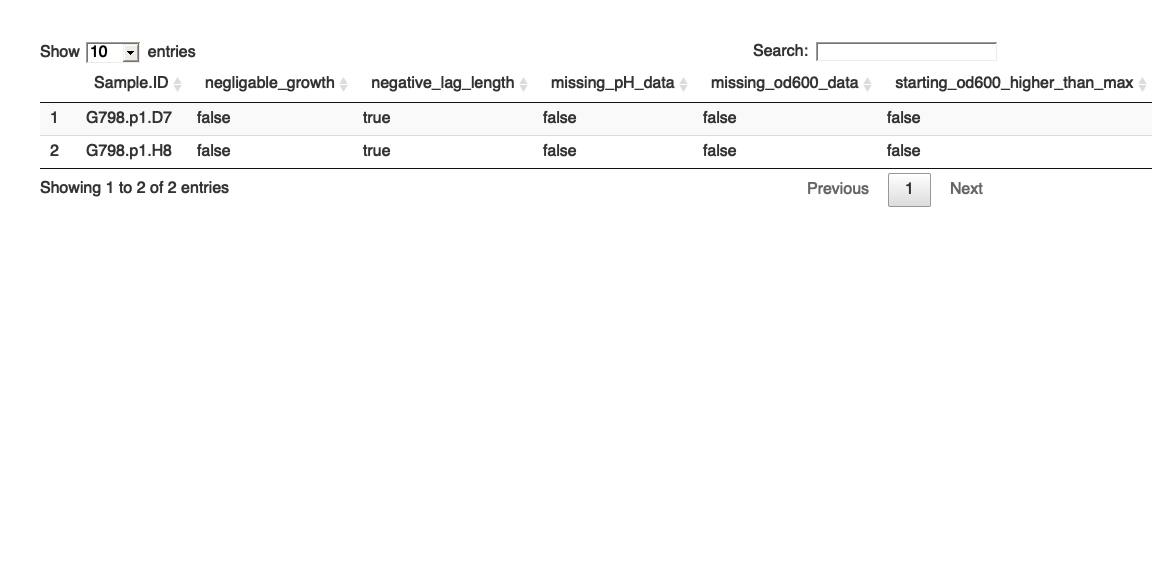 Show 10 entries Search:
Sample.ID negligable_growth negative_lag_length missing_pH_data missing_od600_data starting_od600_higher_than_max
1 G798.p1.D7 false true false false false
2 G798.p1.H8 false true false false false
Showing 1 to 2 of 2 entries Previous 1 Next